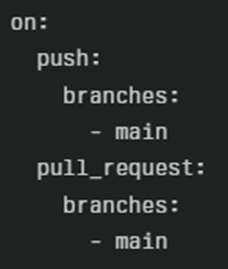 on:
  push:
    branches:
      - main
  pull_request:
    branches:
      - main